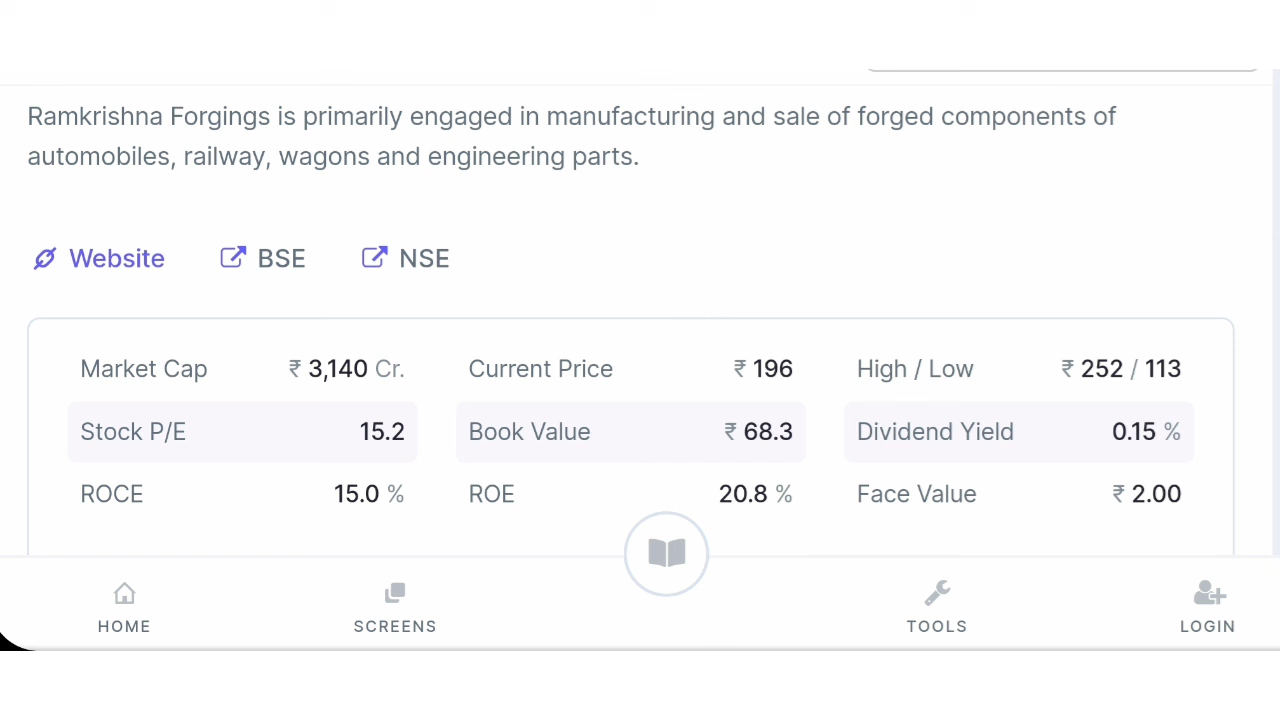 Ramkrishna Forgings is primarily engaged in manufacturing and sale of forged components of
automobiles, railway, wagons and engineering parts.
Website BSE NSE
Market Cap ₹ 3,140 Cr. Current Price ₹ 196 High / Low ₹ 252 / 113
Stock P/E 15.2 Book Value ₹ 68.3 Dividend Yield 0.15 %
ROCE 15.0 % ROE 20.8 % Face Value ₹ 2.00
HOME SCREENS TOOLS LOGIN